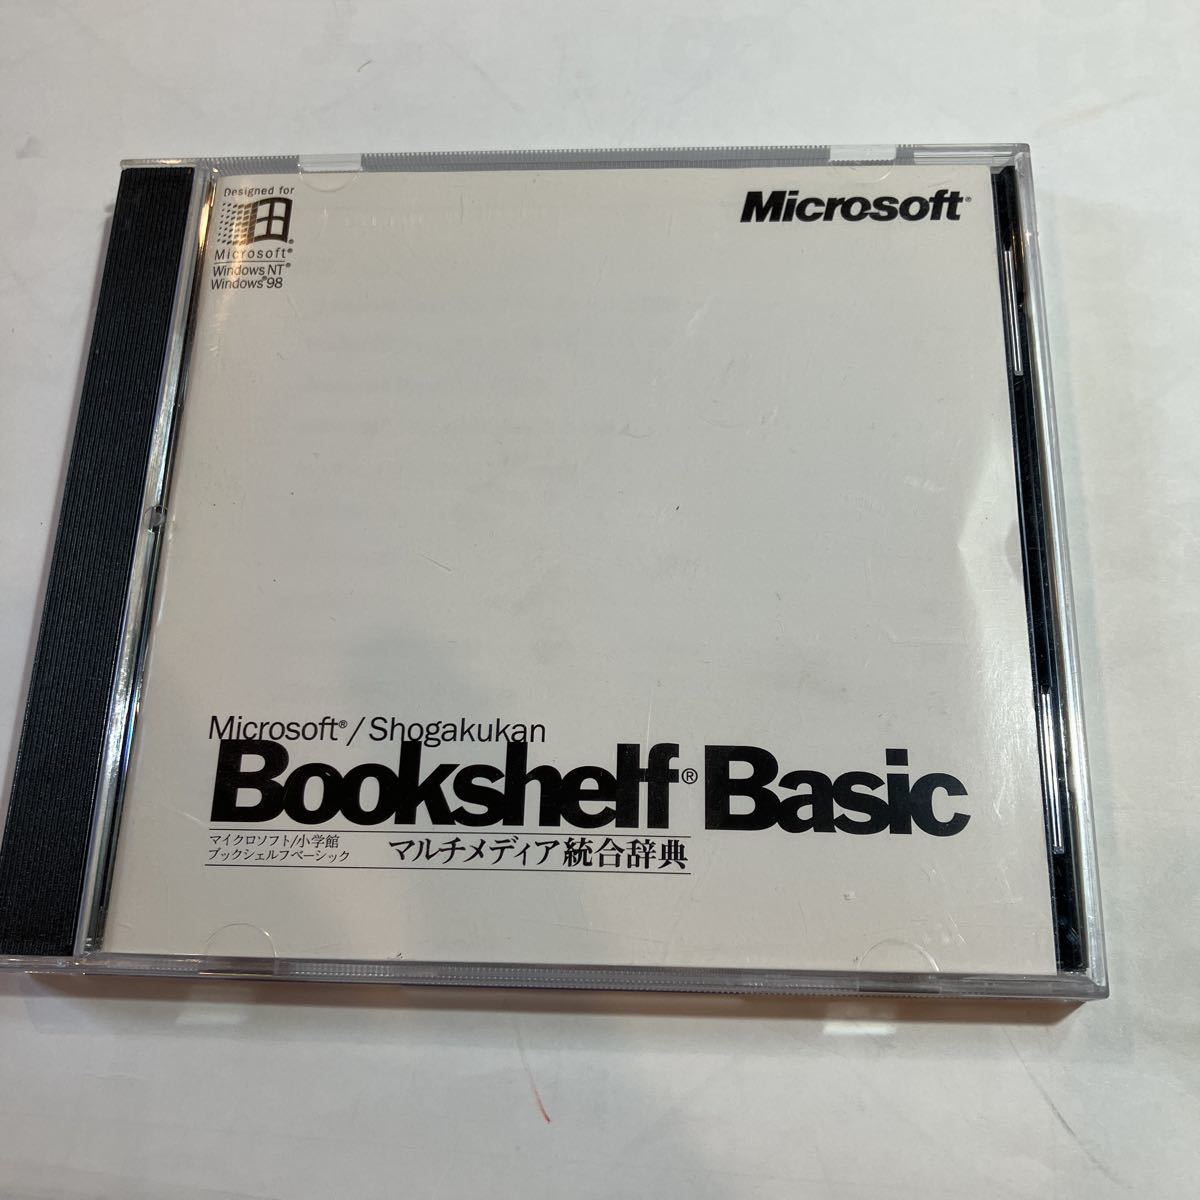 Designed for
Microsoft®
Windows NT®
Windows®98
Microsoft®
Microsoft®/Shogakukan
Bookshelf® Basic
マイクロソフト/小学館
ブックシェルフベーシック
マルチメディア統合辞典